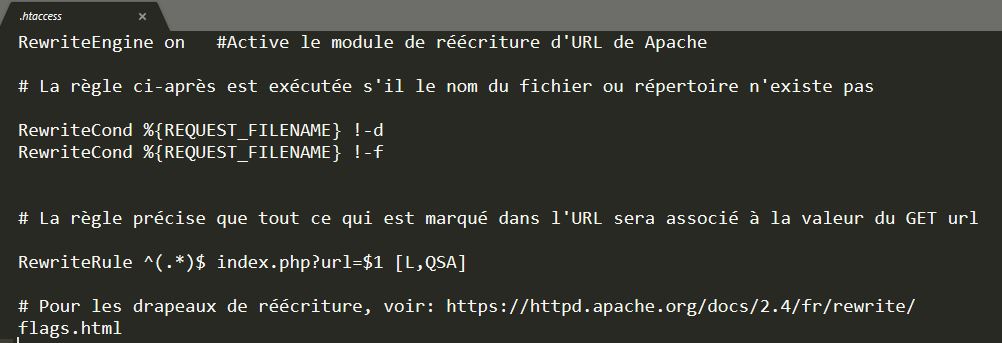 .htaccess ×
RewriteEngine on   #Active le module de réécriture d'URL de Apache
# La règle ci-après est exécutée s'il le nom du fichier ou répertoire n'existe pas
RewriteCond %{REQUEST_FILENAME} !-d
RewriteCond %{REQUEST_FILENAME} !-f
# La règle précise que tout ce qui est marqué dans l'URL sera associé à la valeur du GET url
RewriteRule ^(.*)$ index.php?url=$1 [L,QSA]
# Pour les drapeaux de réécriture, voir: https://httpd.apache.org/docs/2.4/fr/rewrite/
flags.html